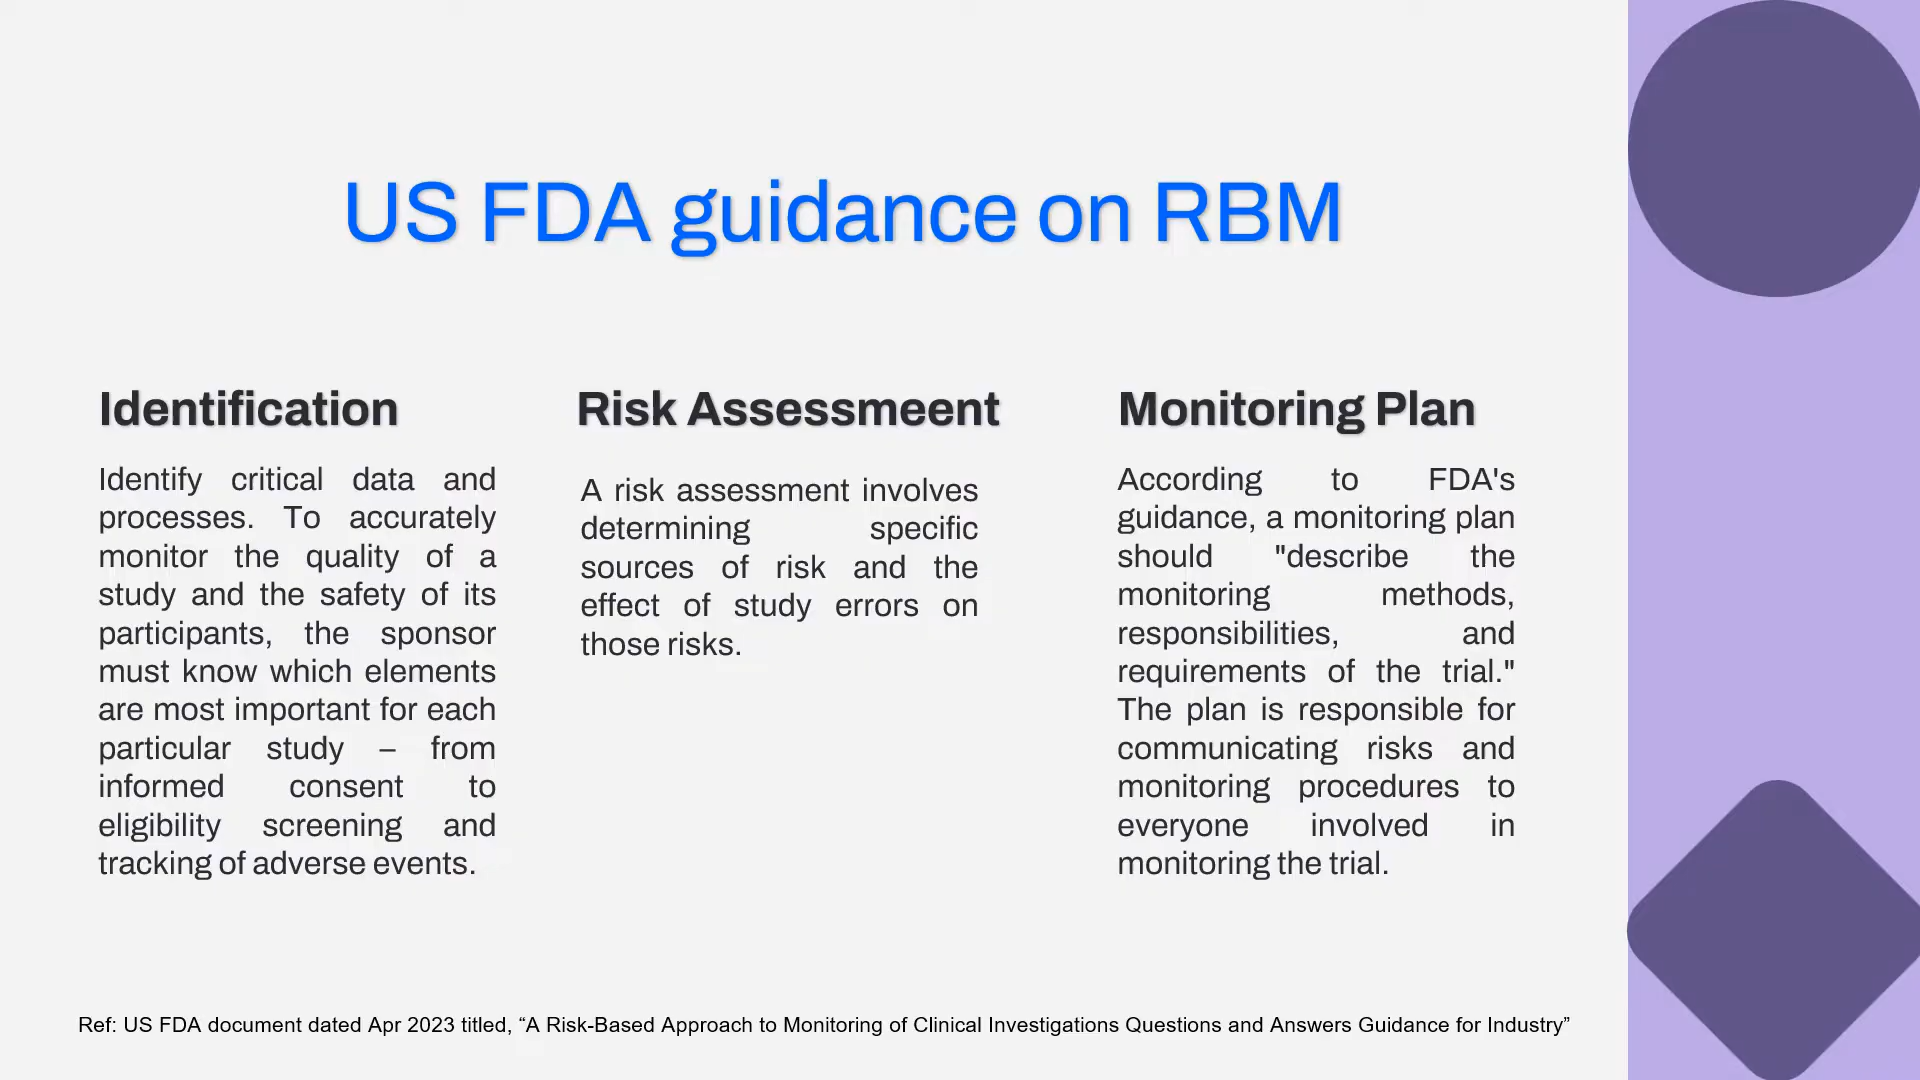 US FDA guidance on RBM
Identification
Identify critical data and
processes. To accurately
monitor the quality of a
study and the safety of its
participants, the sponsor
must know which elements
are most important for each
particular study – from
informed consent to
eligibility screening and
tracking of adverse events.
Risk Assessmeent
A risk assessment involves
determining specific
sources of risk and the
effect of study errors on
those risks.
Monitoring Plan
According to FDA's
guidance, a monitoring plan
should "describe the
monitoring methods,
responsibilities, and
requirements of the trial."
The plan is responsible for
communicating risks and
monitoring procedures to
everyone involved in
monitoring the trial.
Ref: US FDA document dated Apr 2023 titled, “A Risk-Based Approach to Monitoring of Clinical Investigations Questions and Answers Guidance for Industry”